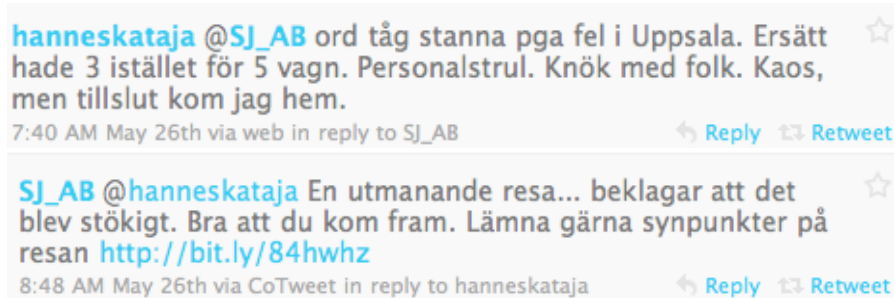 hanneskataja @SJ_AB ord tåg stanna pga fel i Uppsala. Ersätt
hade 3 istället för 5 vagn. Personalstrul. Knök med folk. Kaos,
men tillslut kom jag hem.
7:40 AM May 26th via web in reply to SJ_AB Reply Retweet
SJ_AB @hanneskataja En utmanande resa... beklagar att det
blev stökigt. Bra att du kom fram. Lämna gärna synpunkter på
resan http://bit.ly/84hwhz
8:48 AM May 26th via CoTweet in reply to hanneskataja Reply Retweet